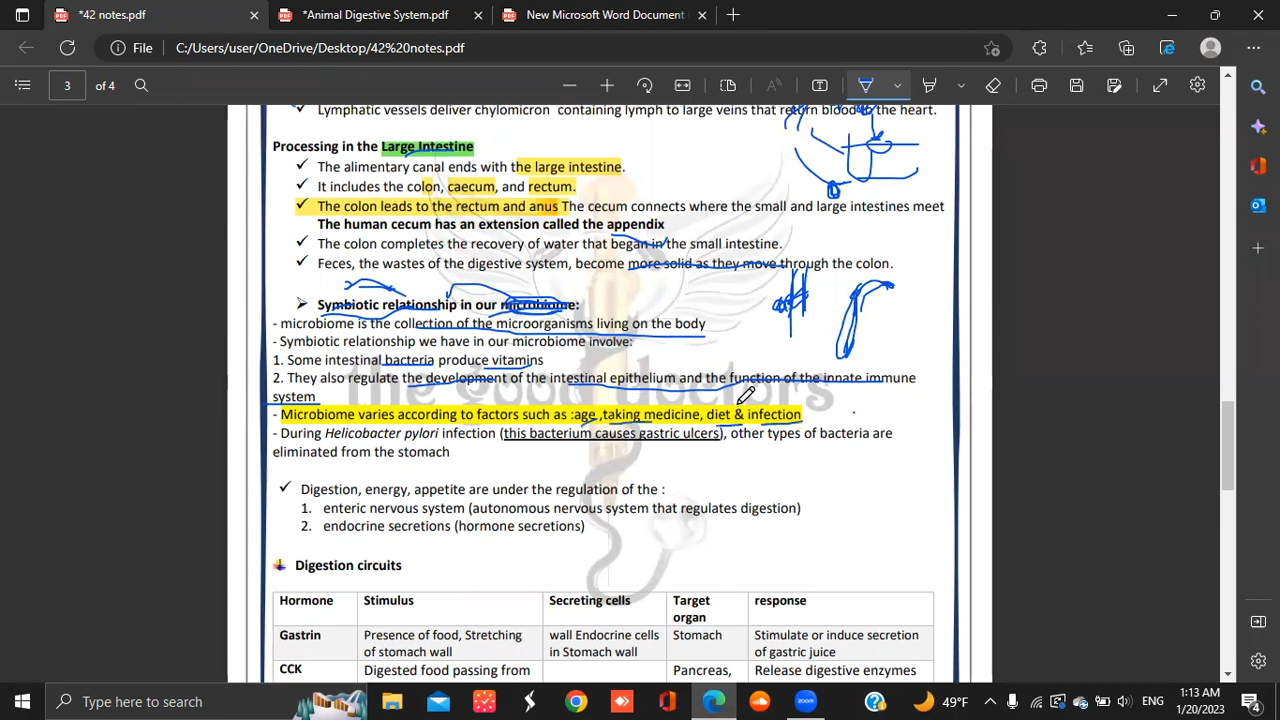 *42 notes.pdf
*Animal Digestive System.pdf
New Microsoft Word Document
File
C:/Users/user/OneDrive/Desktop/42%20notes.pdf
3 of 4
Lymphatic vessels deliver chylomicron containing lymph to large veins that return blood to the heart.
Processing in the Large Intestine
✓ The alimentary canal ends with the large intestine.
✓ It includes the colon, caecum, and rectum.
✓ The colon leads to the rectum and anus The cecum connects where the small and large intestines meet
The human cecum has an extension called the appendix
✓ The colon completes the recovery of water that began in the small intestine.
✓ Feces, the wastes of the digestive system, become more solid as they move through the colon.
➢ Symbiotic relationship in our microbiome:
- microbiome is the collection of the microorganisms living on the body
- Symbiotic relationship we have in our microbiome involve:
1. Some intestinal bacteria produce vitamins
2. They also regulate the development of the intestinal epithelium and the function of the innate immune
system
- Microbiome varies according to factors such as :age ,taking medicine, diet & infection
- During Helicobacter pylori infection (this bacterium causes gastric ulcers), other types of bacteria are
eliminated from the stomach
✓ Digestion, energy, appetite are under the regulation of the :
1. enteric nervous system (autonomous nervous system that regulates digestion)
2. endocrine secretions (hormone secretions)
Digestion circuits
Hormone Stimulus Secreting cells Target organ response
Gastrin Presence of food, Stretching of stomach wall wall Endocrine cells in Stomach wall Stomach Stimulate or induce secretion of gastric juice
CCK Digested food passing from Pancreas, Release digestive enzymes
the good doctors
Type here to search
49°F
ENG
1:13 AM
1/20/2023
4